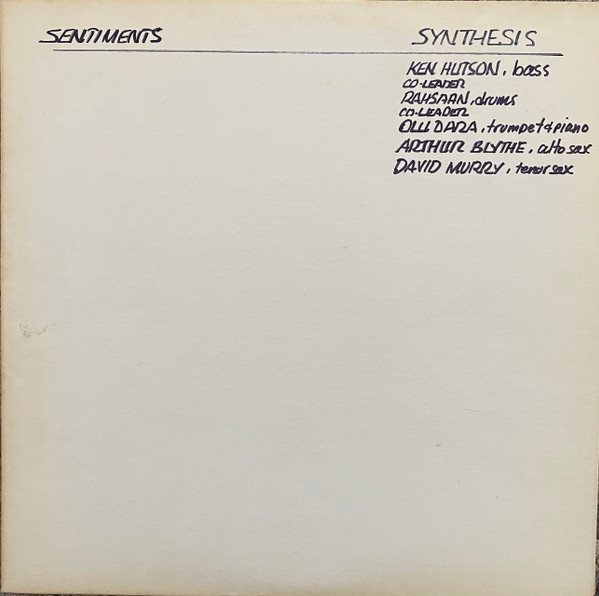 SENTIMENTS SYNTHESIS
KEN HUTSON, bass
CO-LEADER
RAHSAAN, drums
CO-LEADER
OLU DARA, trumpet & piano
ARTHUR BLYTHE, alto sax
DAVID MURRY, tenor sax